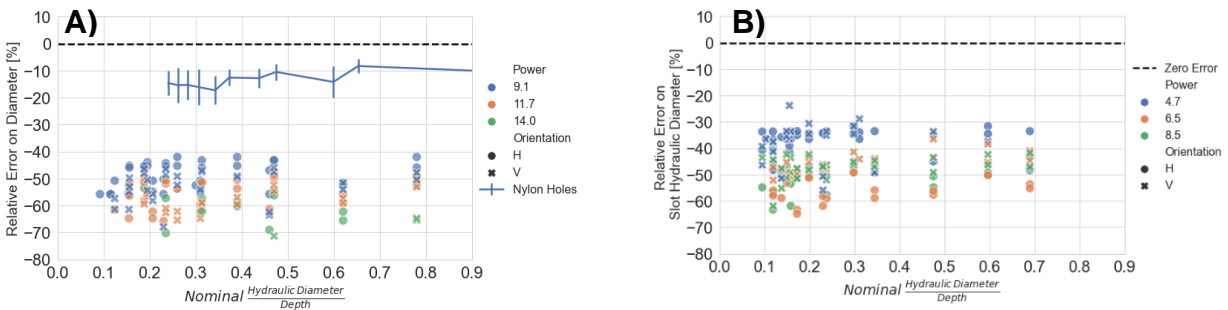 A)
10
0
−10
−20
−30
−40
−50
−60
−70
−80
Relative Error on Diameter [%]
0.0 0.1 0.2 0.3 0.4 0.5 0.6 0.7 0.8 0.9
Nominal Hydraulic Diameter
Depth
Power
9.1
11.7
14.0
Orientation
H
V
Nylon Holes
B)
10
0
−10
−20
−30
−40
−50
−60
−70
−80
Relative Error on
Slot Hydraulic Diameter [%]
0.0 0.1 0.2 0.3 0.4 0.5 0.6 0.7 0.8 0.9
Nominal Hydraulic Diameter
Depth
Zero Error
Power
4.7
6.5
8.5
Orientation
H
V